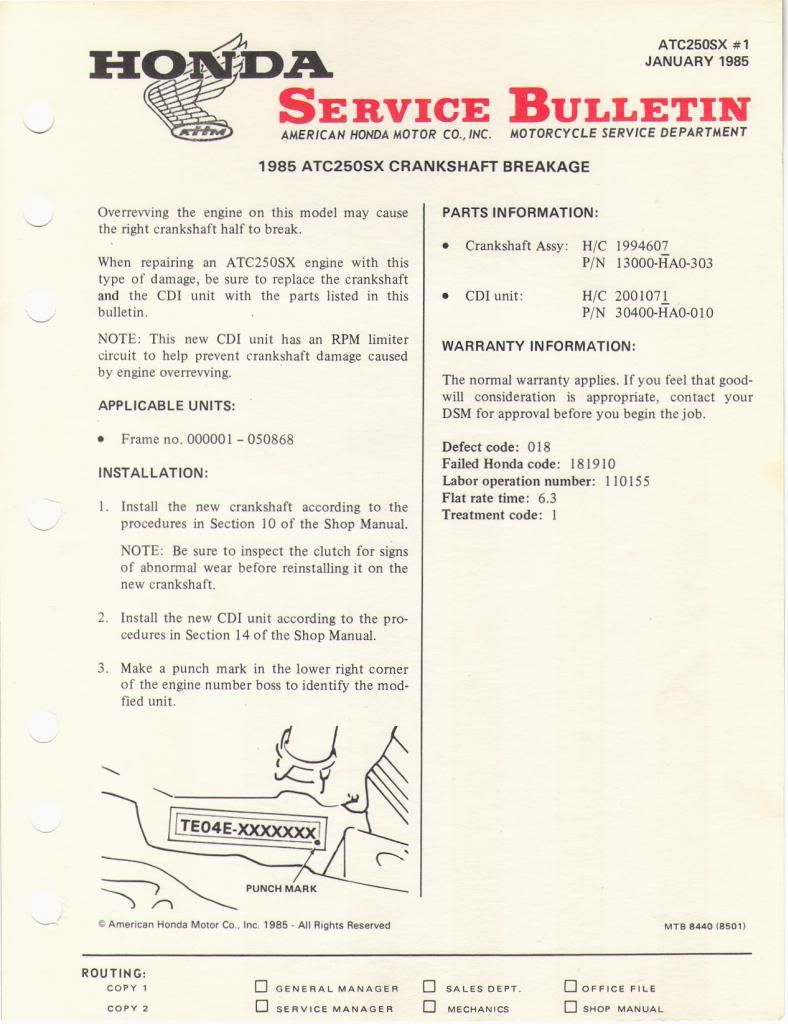 ATC250SX #1
JANUARY 1985
HONDA
SERVICE BULLETIN
AMERICAN HONDA MOTOR CO., INC. MOTORCYCLE SERVICE DEPARTMENT
1985 ATC250SX CRANKSHAFT BREAKAGE
Overrevving the engine on this model may cause
the right crankshaft half to break.
When repairing an ATC250SX engine with this
type of damage, be sure to replace the crankshaft
and the CDI unit with the parts listed in this
bulletin.
NOTE: This new CDI unit has an RPM limiter
circuit to help prevent crankshaft damage caused
by engine overrevving.
APPLICABLE UNITS:
• Frame no. 000001 – 050868
INSTALLATION:
1. Install the new crankshaft according to the
procedures in Section 10 of the Shop Manual.
NOTE: Be sure to inspect the clutch for signs
of abnormal wear before reinstalling it on the
new crankshaft.
2. Install the new CDI unit according to the pro-
cedures in Section 14 of the Shop Manual.
3. Make a punch mark in the lower right corner
of the engine number boss to identify the mod-
fied unit.
TE04E-XXXXXXX
PUNCH MARK
PARTS INFORMATION:
• Crankshaft Assy: H/C 1994607
P/N 13000-HA0-303
• CDI unit: H/C 2001071
P/N 30400-HA0-010
WARRANTY INFORMATION:
The normal warranty applies. If you feel that good-
will consideration is appropriate, contact your
DSM for approval before you begin the job.
Defect code: 018
Failed Honda code: 181910
Labor operation number: 110155
Flat rate time: 6.3
Treatment code: 1
© American Honda Motor Co., Inc. 1985 - All Rights Reserved
MTB 8440 (8501)
ROUTING:
COPY 1 □ GENERAL MANAGER □ SALES DEPT. □ OFFICE FILE
COPY 2 □ SERVICE MANAGER □ MECHANICS □ SHOP MANUAL